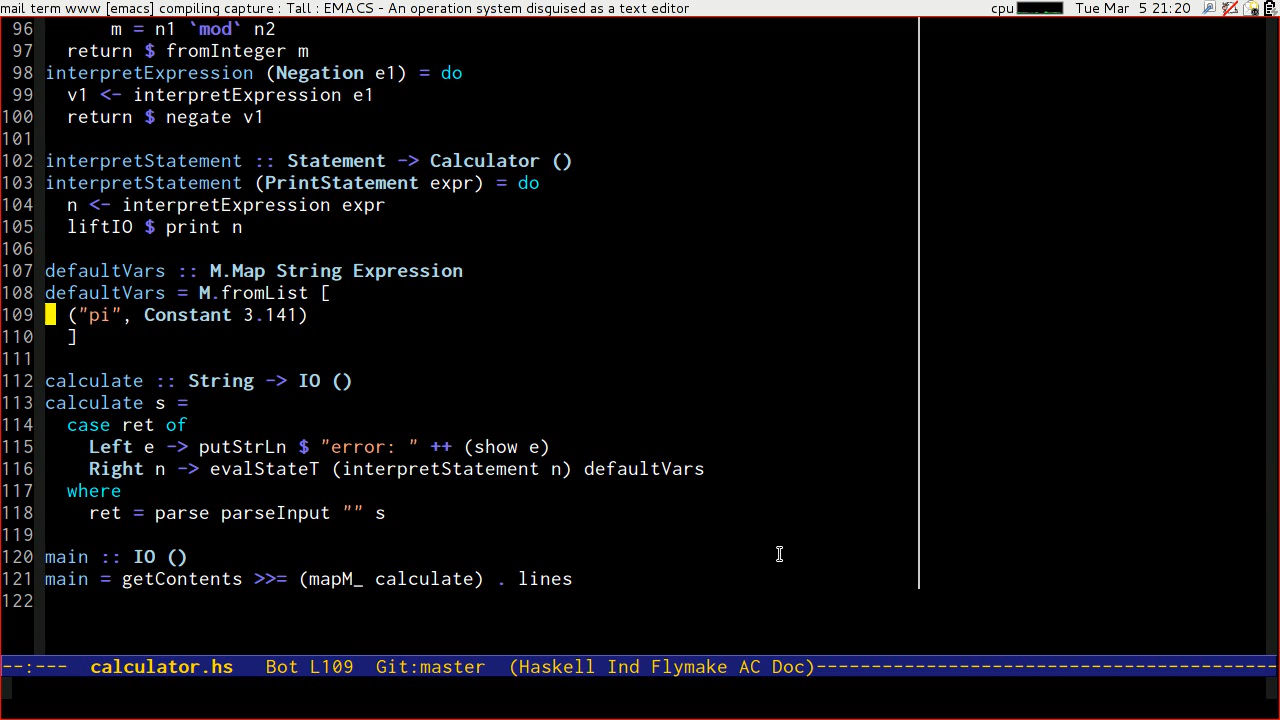 mail term www [emacs] compiling capture : Tall : EMACS - An operation system disguised as a text editor cpu Tue Mar 5 21:20
96       m = n1 `mod` n2
97   return $ fromInteger m
98 interpretExpression (Negation e1) = do
99   v1 <- interpretExpression e1
100   return $ negate v1
101
102 interpretStatement :: Statement -> Calculator ()
103 interpretStatement (PrintStatement expr) = do
104   n <- interpretExpression expr
105   liftIO $ print n
106
107 defaultVars :: M.Map String Expression
108 defaultVars = M.fromList [
109   ("pi", Constant 3.141)
110   ]
111
112 calculate :: String -> IO ()
113 calculate s =
114   case ret of
115     Left e -> putStrLn $ "error: " ++ (show e)
116     Right n -> evalStateT (interpretStatement n) defaultVars
117   where
118     ret = parse parseInput "" s
119
120 main :: IO ()
121 main = getContents >>= (mapM_ calculate) . lines
122
--:---  calculator.hs   Bot L109  Git:master  (Haskell Ind Flymake AC Doc)------------------------------------------